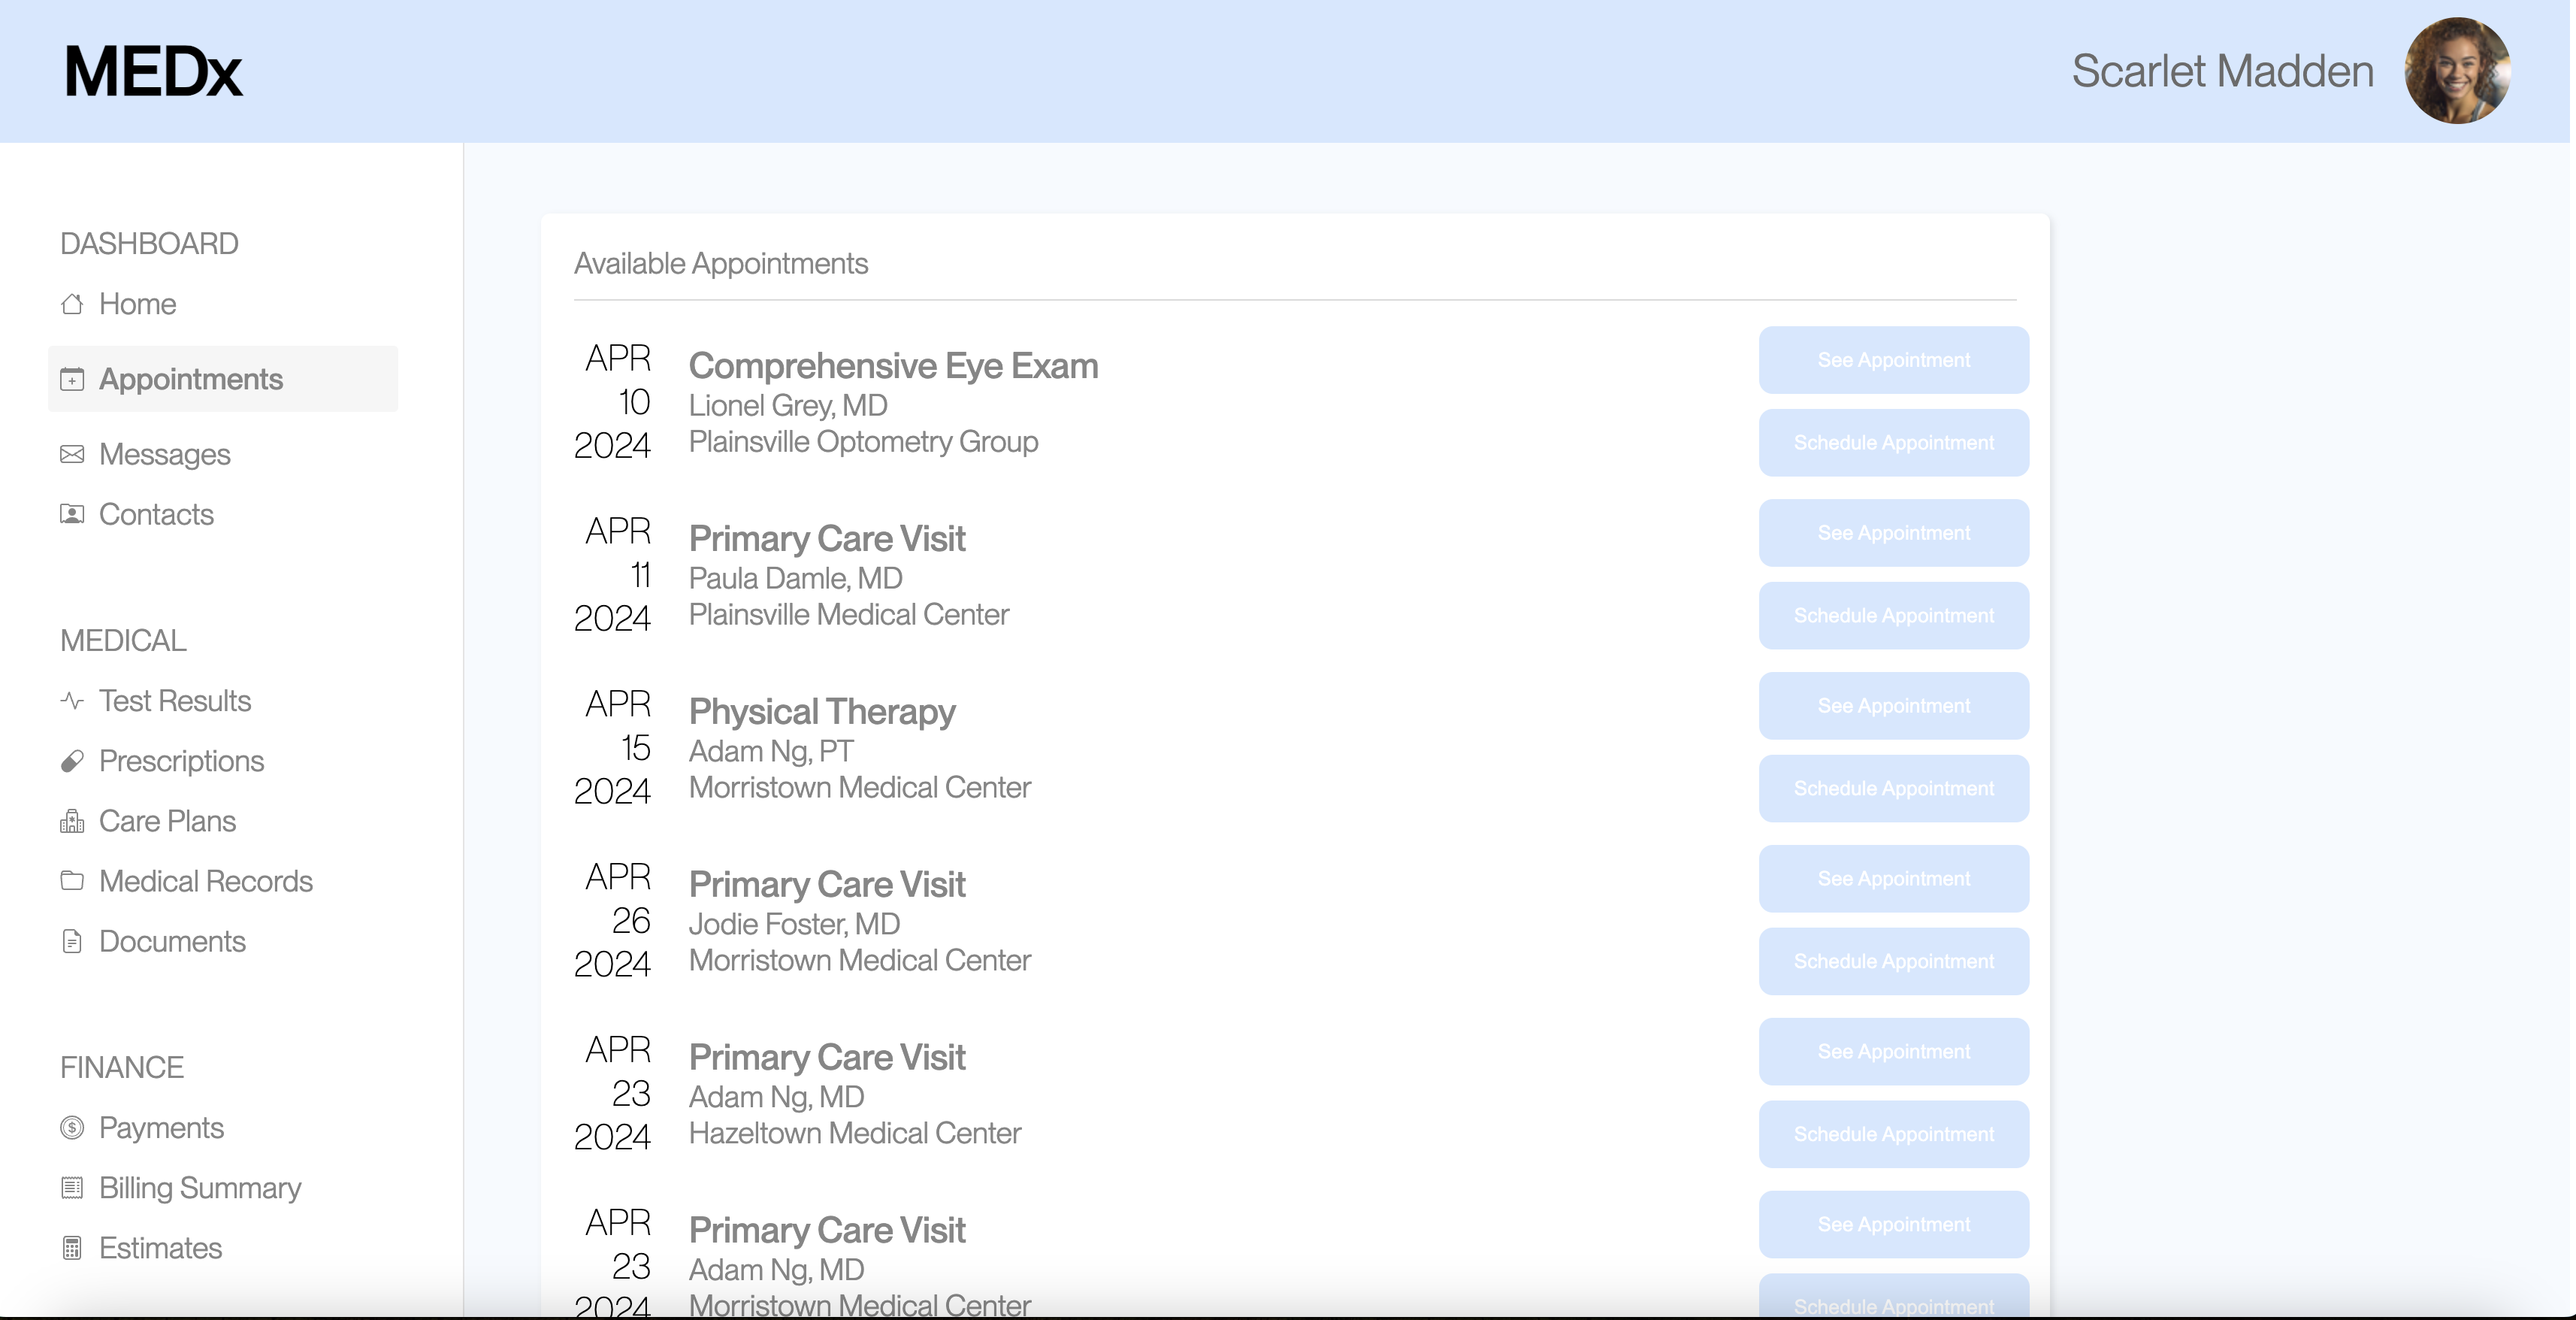 MEDx
Scarlet Madden
DASHBOARD
Home
Appointments
Messages
Contacts
MEDICAL
Test Results
Prescriptions
Care Plans
Medical Records
Documents
FINANCE
Payments
Billing Summary
Estimates
Available Appointments
APR
10
2024
Comprehensive Eye Exam
Lionel Grey, MD
Plainsville Optometry Group
See Appointment
Schedule Appointment
APR
11
2024
Primary Care Visit
Paula Damle, MD
Plainsville Medical Center
See Appointment
Schedule Appointment
APR
15
2024
Physical Therapy
Adam Ng, PT
Morristown Medical Center
See Appointment
Schedule Appointment
APR
26
2024
Primary Care Visit
Jodie Foster, MD
Morristown Medical Center
See Appointment
Schedule Appointment
APR
23
2024
Primary Care Visit
Adam Ng, MD
Hazeltown Medical Center
See Appointment
Schedule Appointment
APR
23
2024
Primary Care Visit
Adam Ng, MD
Morristown Medical Center
See Appointment
Schedule Appointment